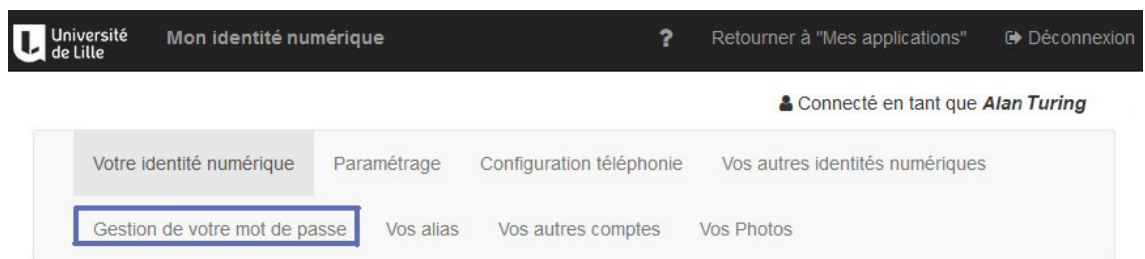 Université de Lille
Mon identité numérique ? Retourner à "Mes applications" Déconnexion
Connecté en tant que Alan Turing
Votre identité numérique Paramétrage Configuration téléphonie Vos autres identités numériques
Gestion de votre mot de passe Vos alias Vos autres comptes Vos Photos